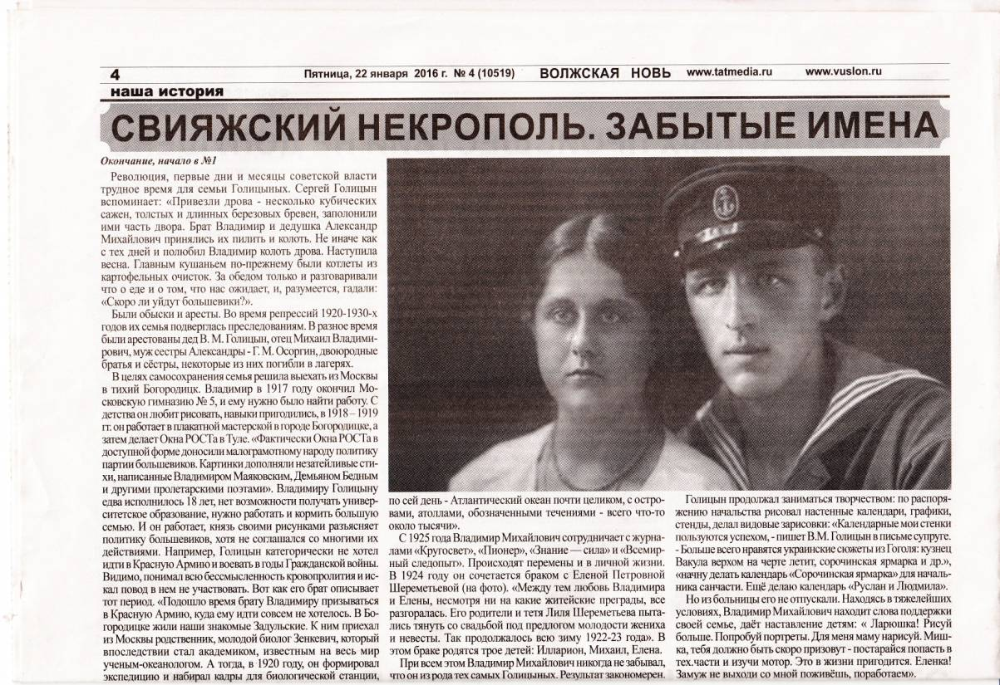 4
Пятница, 22 января 2016 г. № 4 (10519) ВОЛЖСКАЯ НОВЬ www.tatmedia.ru www.vuslon.ru
наша история
СВИЯЖСКИЙ НЕКРОПОЛЬ. ЗАБЫТЫЕ ИМЕНА
Окончание, начало в №1
Революция, первые дни и месяцы советской власти
трудное время для семьи Голицыных. Сергей Голицын
вспоминает: «Привезли дрова - несколько кубических
сажен, толстых и длинных березовых бревен, заполонили
ими часть двора. Брат Владимир и дедушка Александр
Михайлович принялись их пилить и колоть. Не иначе как
с тех дней и полюбил Владимир колоть дрова. Наступила
весна. Главным кушаньем по-прежнему были котлеты из
картофельных очисток. За обедом только и разговаривали
что о еде и о том, что нас ожидает, и, разумеется, гадали:
«Скоро ли уйдут большевики?».
Были обыски и аресты. Во время репрессий 1920-1930-х
годов их семья подверглась преследованиям. В разное время
были арестованы дед В. М. Голицын, отец Михаил Владими-
рович, муж сестры Александры - Г. М. Осоргин, двоюродные
братья и сёстры, некоторые из них погибли в лагерях.
В целях самосохранения семья решила выехать из Москвы
в тихий Богородицк. Владимир в 1917 году окончил Мо-
сковскую гимназию № 5, и ему нужно было найти работу. С
детства он любит рисовать, навыки пригодились, в 1918 – 1919
гг. он работает в плакатной мастерской в городе Богородицке, а
затем делает Окна РОСТа в Туле. «Фактически Окна РОСТа в
доступной форме доносили малограмотному народу политику
партии большевиков. Картинки дополняли незатейливые сти-
хи, написанные Владимиром Маяковским, Демьяном Бедным
и другими пролетарскими поэтами». Владимиру Голицыну
едва исполнилось 18 лет, нет возможности получать универ-
ситетское образование, нужно работать и кормить большую
семью. И он работает, князь своими рисунками разъясняет
политику большевиков, хотя не соглашался со многими их
действиями. Например, Голицын категорически не хотел
идти в Красную Армию и воевать в годы Гражданской войны.
Видимо, понимал всю бессмысленность кровопролития и ис-
кал повод в нем не участвовать. Вот как его брат описывает
тот период. «Подошло время брату Владимиру призываться
в Красную Армию, куда ему идти совсем не хотелось. В Бо-
городицке жили наши знакомые Задульские. К ним приехал
из Москвы родственник, молодой биолог Зенкевич, который
впоследствии стал академиком, известным на весь мир
ученым-океанологом. А тогда, в 1920 году, он формировал
экспедицию и набирал кадры для биологической станции,
по сей день - Атлантический океан почти целиком, с остро-
вами, атоллами, обозначенными течениями - всего что-то
около тысячи».
С 1925 года Владимир Михайлович сотрудничает с журна-
лами «Кругосвет», «Пионер», «Знание — сила» и «Всемир-
ный следопыт». Происходят перемены и в личной жизни.
В 1924 году он сочетается браком с Еленой Петровной
Шереметьевой (на фото). «Между тем любовь Владимира
и Елены, несмотря ни на какие житейские преграды, все
разгоралась. Его родители и тетя Лиля Шереметьева пыта-
лись тянуть со свадьбой под предлогом молодости жениха
и невесты. Так продолжалось всю зиму 1922-23 года». В
этом браке родятся трое детей: Илларион, Михаил, Елена.
При всем этом Владимир Михайлович никогда не забывал,
что он из рода тех самых Голицыных. Результат закономерен.
Голицын продолжал заниматься творчеством: по распоря-
жению начальства рисовал настенные календари, графики,
стенды, делал видовые зарисовки: «Календарные мои стенки
пользуются успехом, - пишет В.М. Голицын в письме супруге.
- Больше всего нравятся украинские сюжеты из Гоголя: кузнец
Вакула верхом на черте летит, сорочинская ярмарка и др.»,
«начну делать календарь «Сорочинская ярмарка» для началь-
ника санчасти. Ещё делаю календарь «Руслан и Людмила».
Но из больницы его не отпускали. Находясь в тяжелейших
условиях, Владимир Михайлович находит слова поддержки
своей семье, даёт наставление детям: « Ларюшка! Рисуй
больше. Попробуй портреты. Для меня маму нарисуй. Миш-
ка, тебя должно быть скоро призовут - постарайся попасть в
тех.части и изучи мотор. Это в жизни пригодится. Еленка!
Замуж не выходи со мной поживёшь, поработаем».